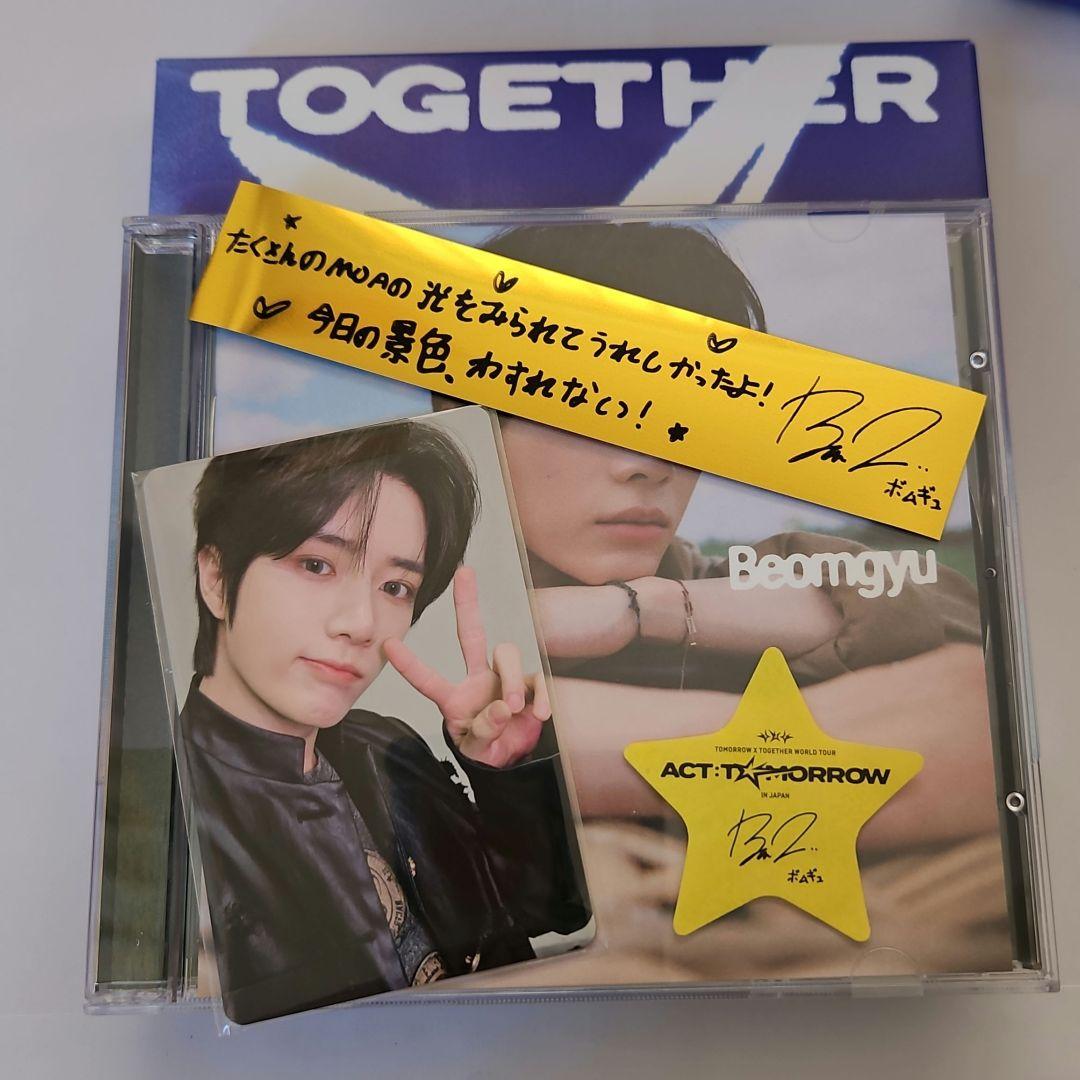 TOGETHER
たくさんのMOAの光をみられてうれしかったよ!
今日の景色、わすれないっ!
ボムギュ
Beomgyu
TOMORROW X TOGETHER WORLD TOUR
ACT:TOMORROW
IN JAPAN
ボムギュ